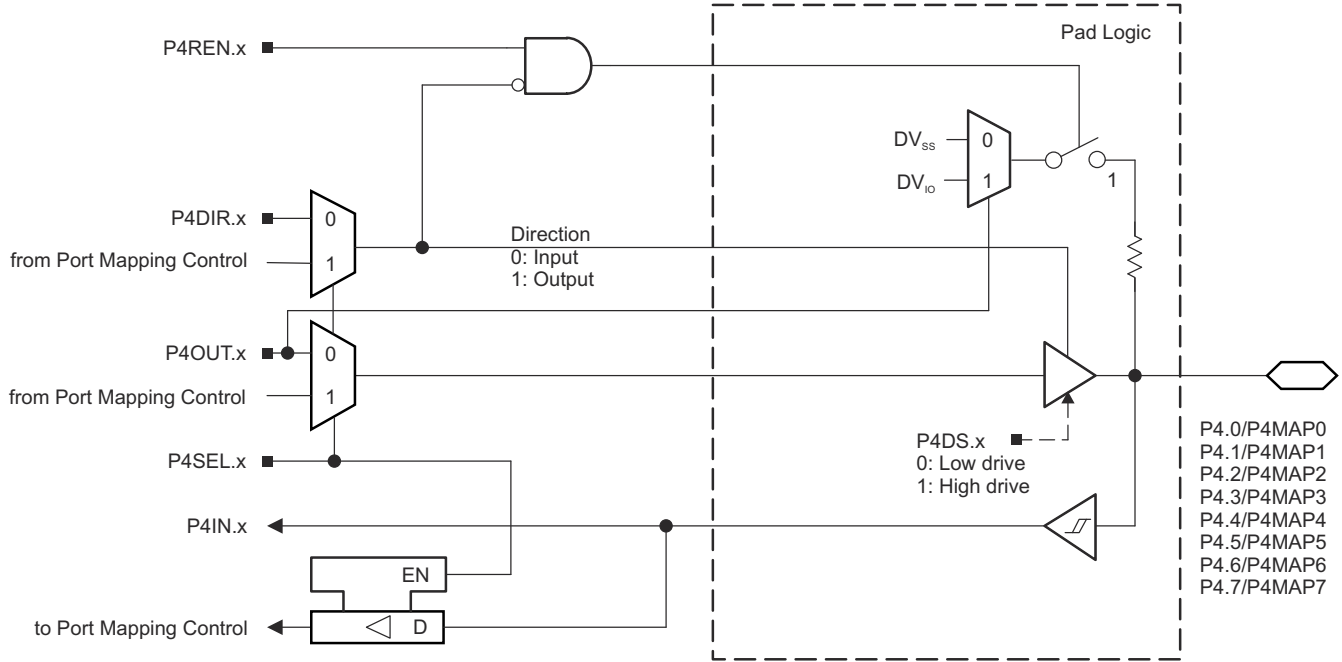 Pad Logic
P4REN.x
DVSS
0
DVIO
1
1
P4DIR.x
0
from Port Mapping Control
1
Direction
0: Input
1: Output
P4OUT.x
0
from Port Mapping Control
1
P4DS.x
0: Low drive
1: High drive
P4SEL.x
P4IN.x
EN
to Port Mapping Control
D
P4.0/P4MAP0
P4.1/P4MAP1
P4.2/P4MAP2
P4.3/P4MAP3
P4.4/P4MAP4
P4.5/P4MAP5
P4.6/P4MAP6
P4.7/P4MAP7